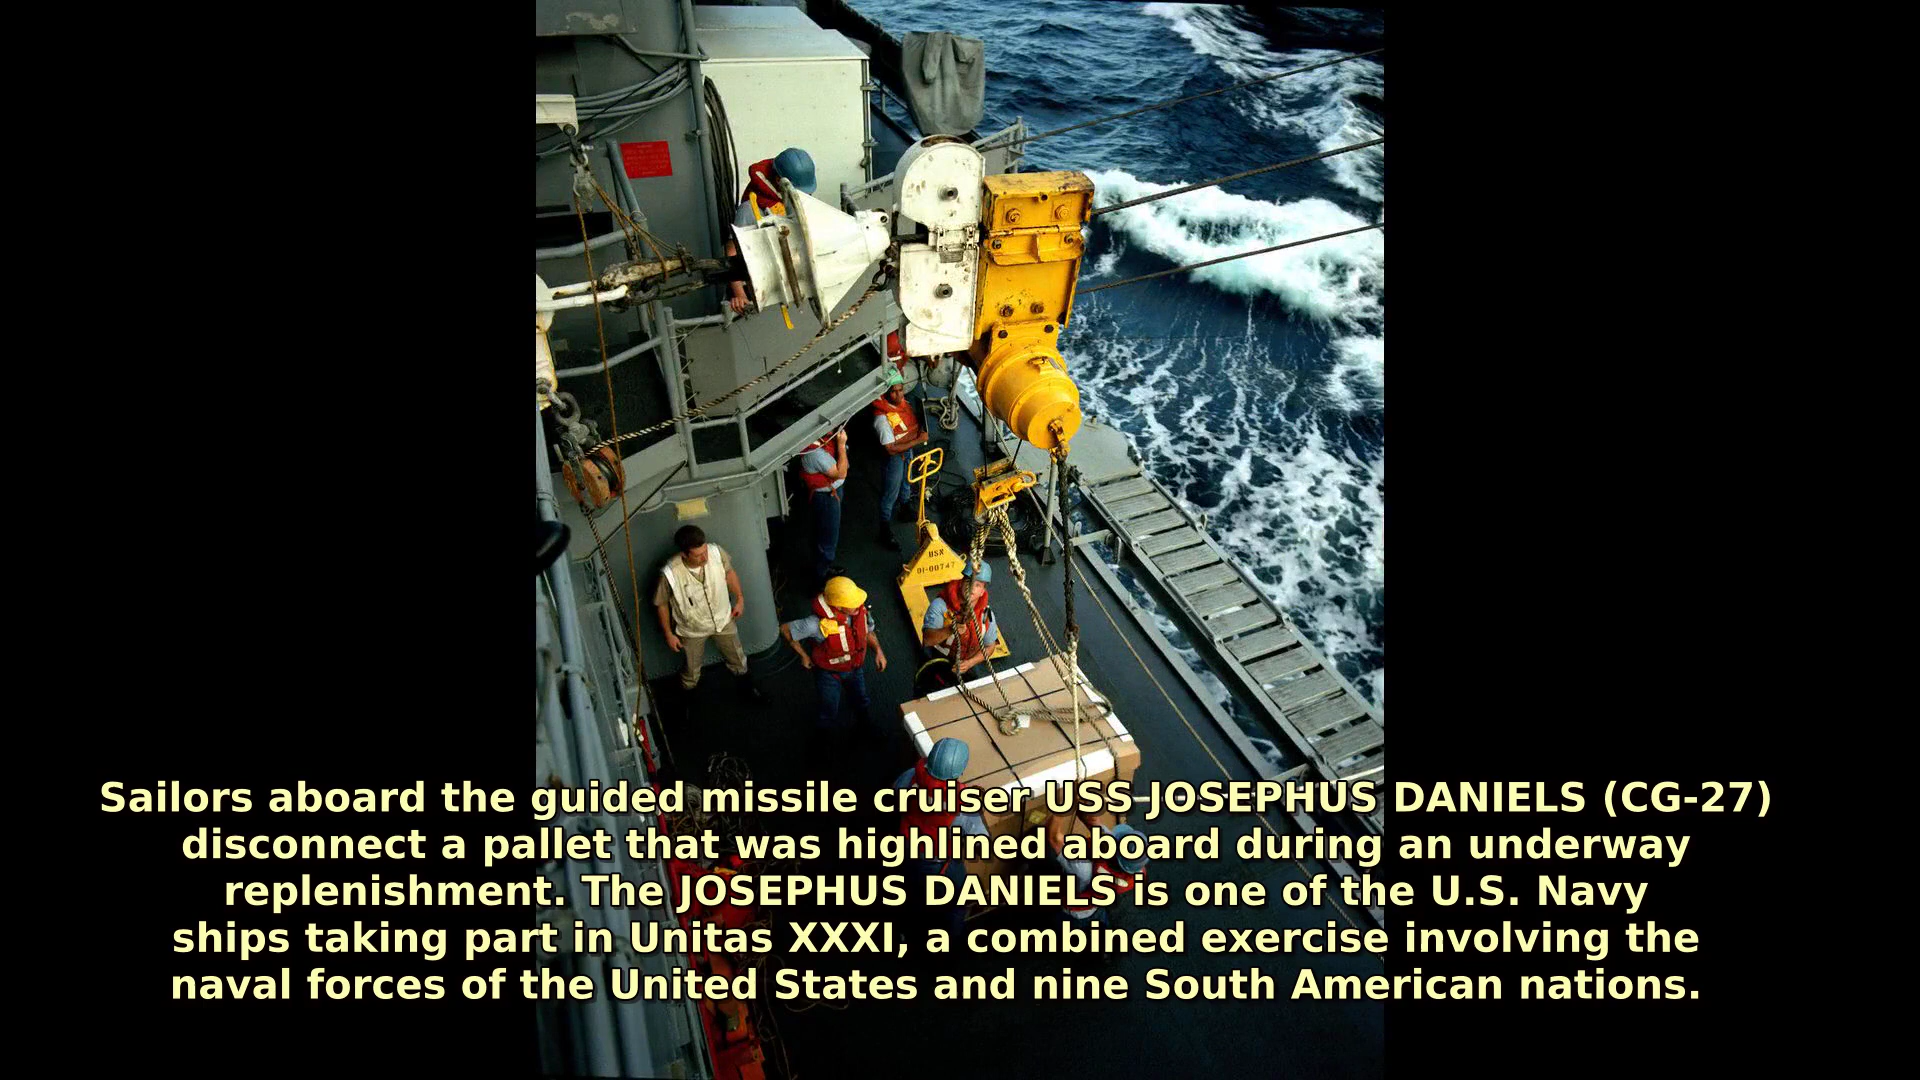 USN
01-00747
Sailors aboard the guided missile cruiser USS JOSEPHUS DANIELS (CG-27)
disconnect a pallet that was highlined aboard during an underway
replenishment. The JOSEPHUS DANIELS is one of the U.S. Navy
ships taking part in Unitas XXXI, a combined exercise involving the
naval forces of the United States and nine South American nations.